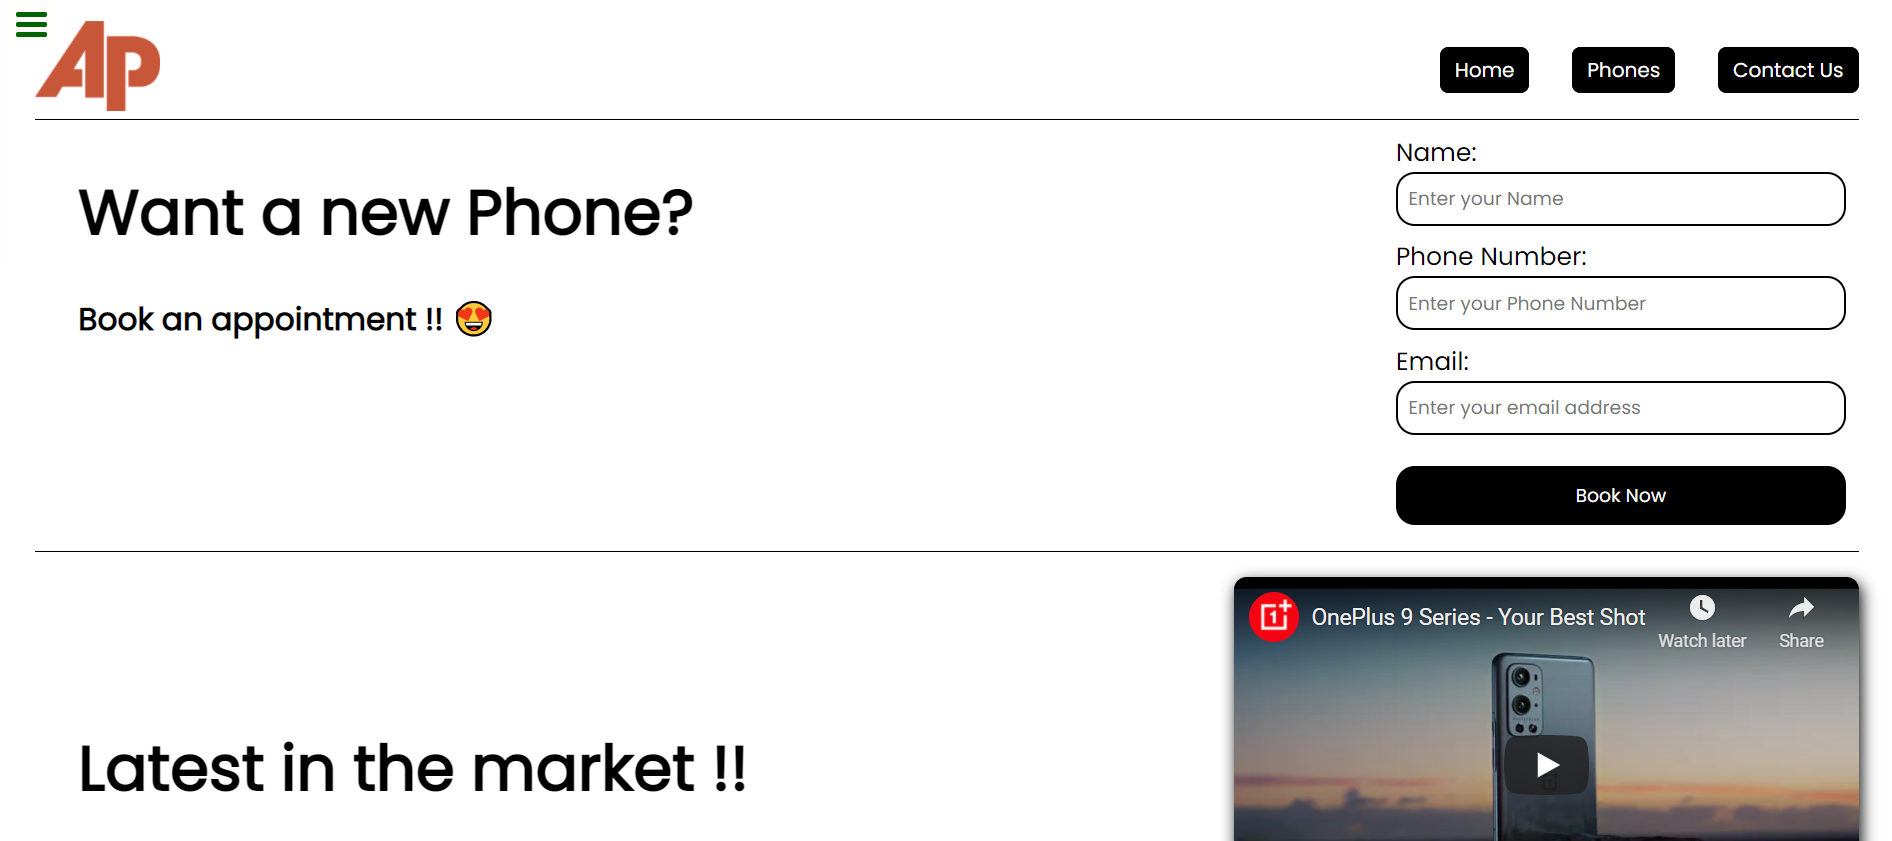 AP
Home
Phones
Contact Us
Want a new Phone?
Book an appointment !! 😍
Name:
Enter your Name
Phone Number:
Enter your Phone Number
Email:
Enter your email address
Book Now
Latest in the market !!
1+ OnePlus 9 Series - Your Best Shot
Watch later
Share